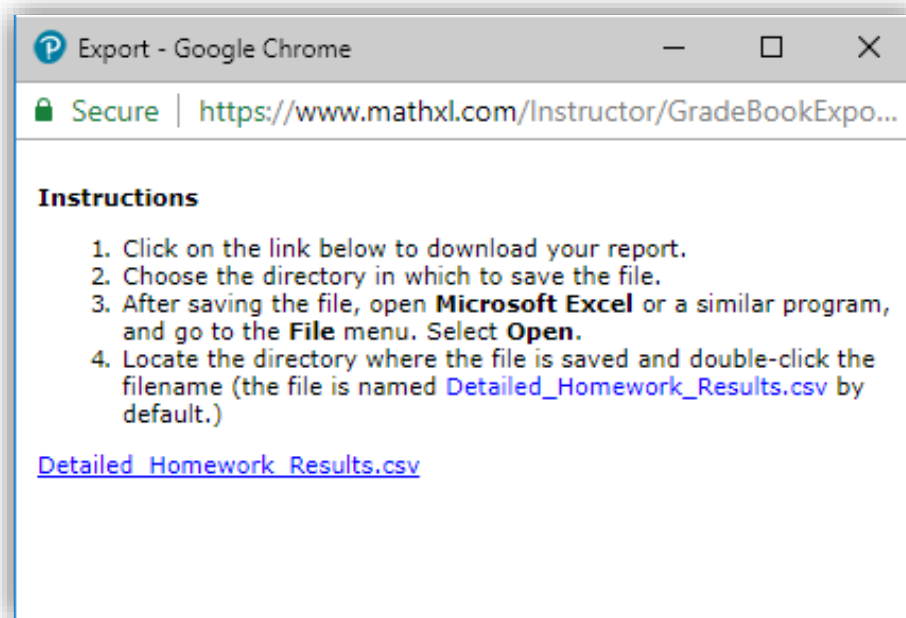 Export - Google Chrome
Secure | https://www.mathxl.com/Instructor/GradeBookExpo...
Instructions
1. Click on the link below to download your report.
2. Choose the directory in which to save the file.
3. After saving the file, open Microsoft Excel or a similar program,
and go to the File menu. Select Open.
4. Locate the directory where the file is saved and double-click the
filename (the file is named Detailed_Homework_Results.csv by
default.)
Detailed_Homework_Results.csv